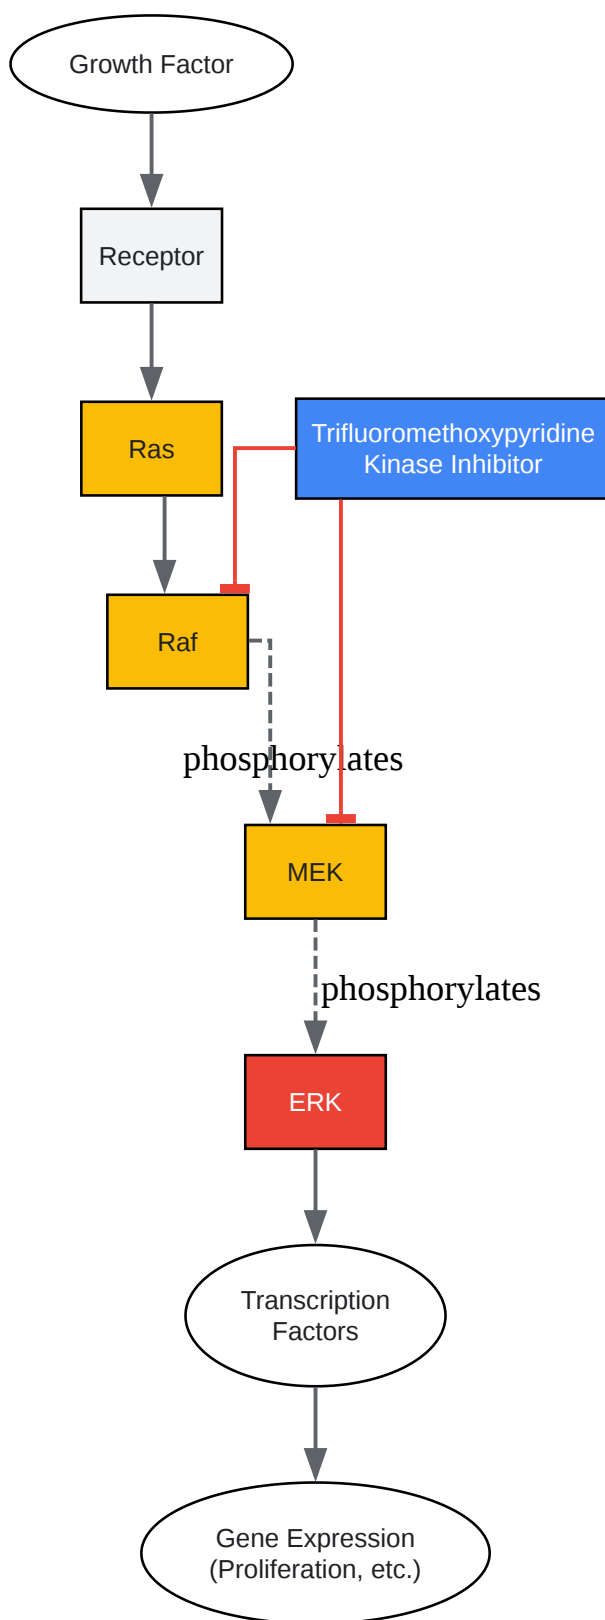 Growth Factor
Receptor
Ras
Trifluoromethoxypyridine
Kinase Inhibitor
Raf
phosphorylates
MEK
phosphorylates
ERK
Transcription
Factors
Gene Expression
(Proliferation, etc.)